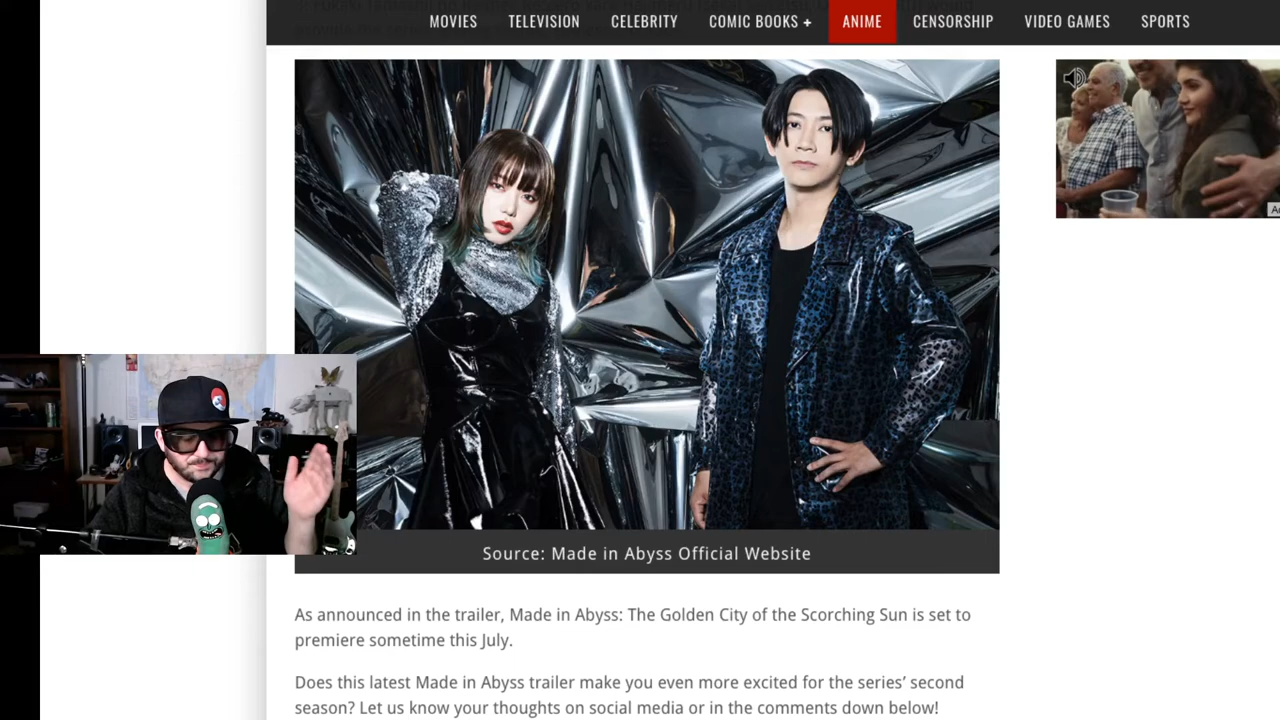 MOVIES TELEVISION CELEBRITY COMIC BOOKS + ANIME CENSORSHIP VIDEO GAMES SPORTS
Source: Made in Abyss Official Website
As announced in the trailer, Made in Abyss: The Golden City of the Scorching Sun is set to
premiere sometime this July.
Does this latest Made in Abyss trailer make you even more excited for the series’ second
season? Let us know your thoughts on social media or in the comments down below!